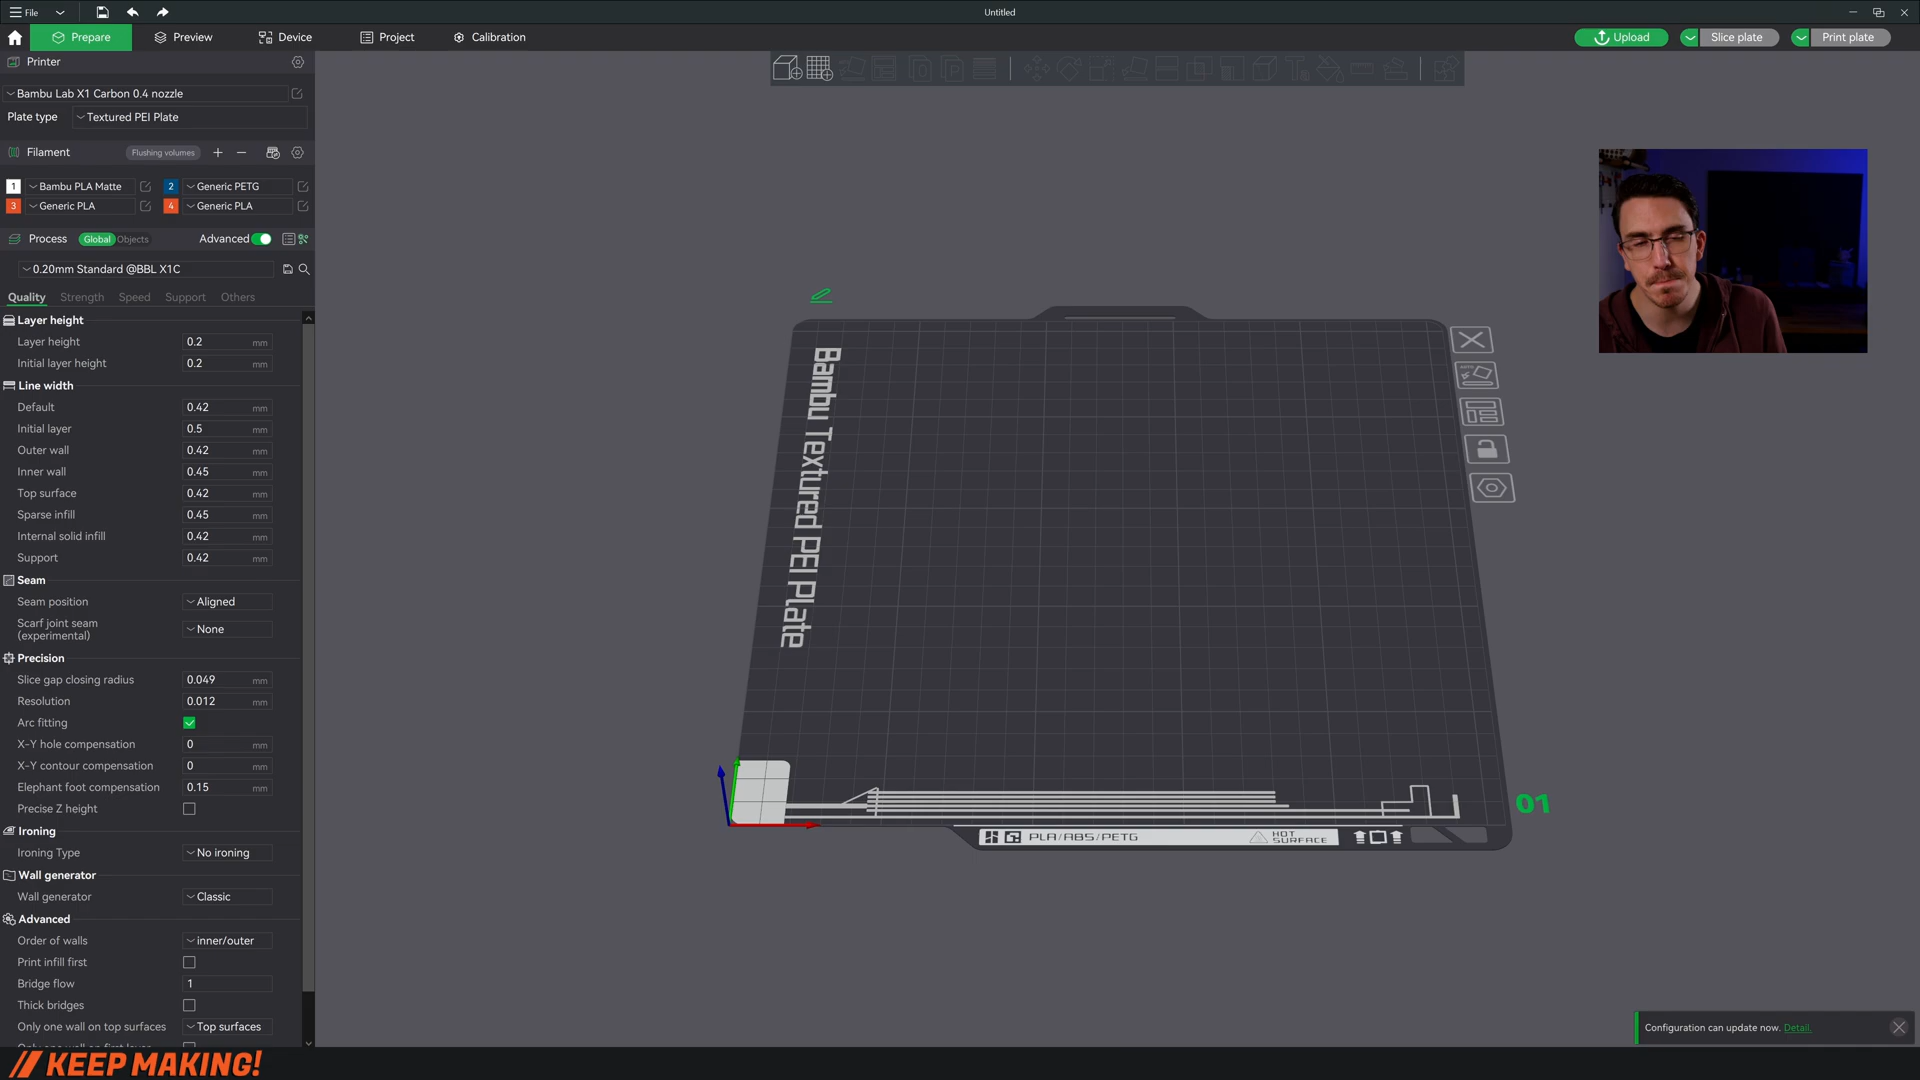 File
Untitled
Prepare
Preview
Device
Project
Calibration
Upload
Slice plate
Print plate
Printer
Bambu Lab X1 Carbon 0.4 nozzle
Plate type
Textured PEI Plate
Filament
Flushing volumes
1 Bambu PLA Matte
2 Generic PETG
3 Generic PLA
4 Generic PLA
Process
Global Objects
Advanced
0.20mm Standard @BBL X1C
Quality Strength Speed Support Others
Layer height
Layer height 0.2 mm
Initial layer height 0.2 mm
Line width
Default 0.42 mm
Initial layer 0.5 mm
Outer wall 0.42 mm
Inner wall 0.45 mm
Top surface 0.42 mm
Sparse infill 0.45 mm
Internal solid infill 0.42 mm
Support 0.42 mm
Seam
Seam position Aligned
Scarf joint seam
(experimental) None
Precision
Slice gap closing radius 0.049 mm
Resolution 0.012 mm
Arc fitting
X-Y hole compensation 0 mm
X-Y contour compensation 0 mm
Elephant foot compensation 0.15 mm
Precise Z height
Ironing
Ironing Type No ironing
Wall generator
Wall generator Classic
Advanced
Order of walls inner/outer
Print infill first
Bridge flow 1
Thick bridges
Only one wall on top surfaces Top surfaces
Bambu Textured PEI Plate
AUTO
01
PLA/ABS/PETG
HOT
SURFACE
Configuration can update now. Detail.
// KEEP MAKING!